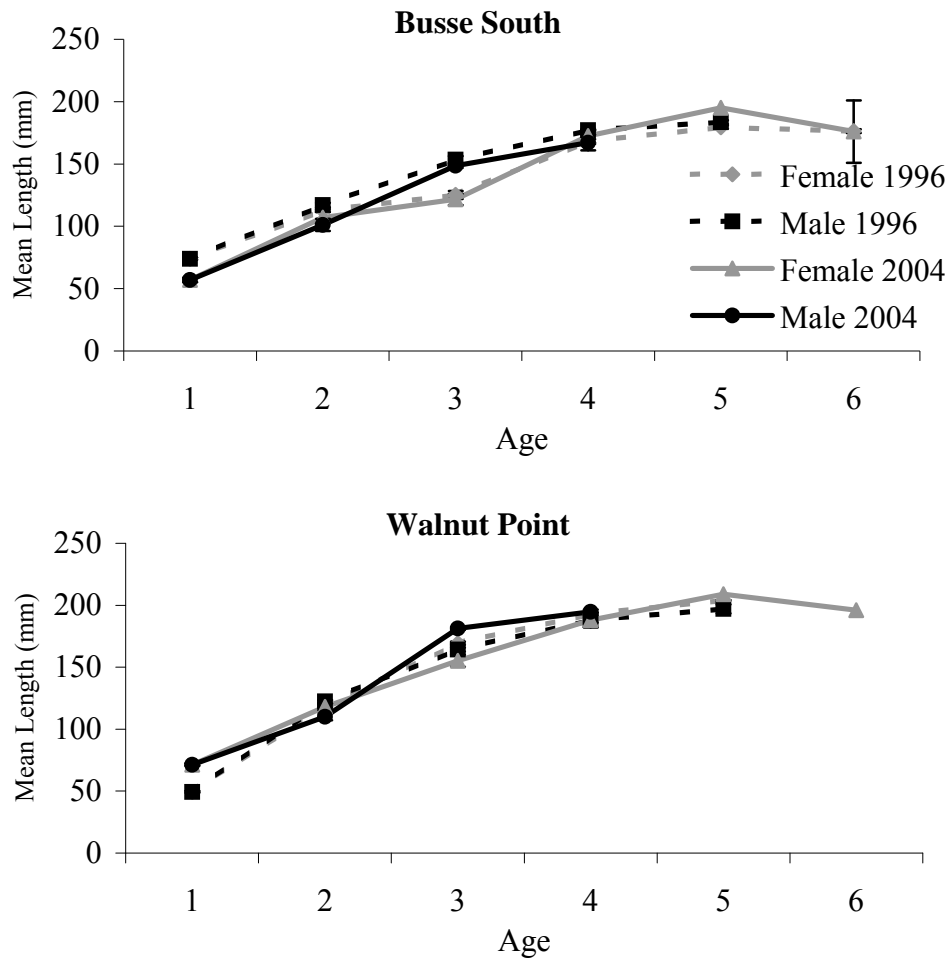 Busse South
250
200
150
100
50
0
Mean Length (mm)
Female 1996
Male 1996
Female 2004
Male 2004
1 2 3 4 5 6
Age
Walnut Point
250
200
150
100
50
0
Mean Length (mm)
1 2 3 4 5 6
Age